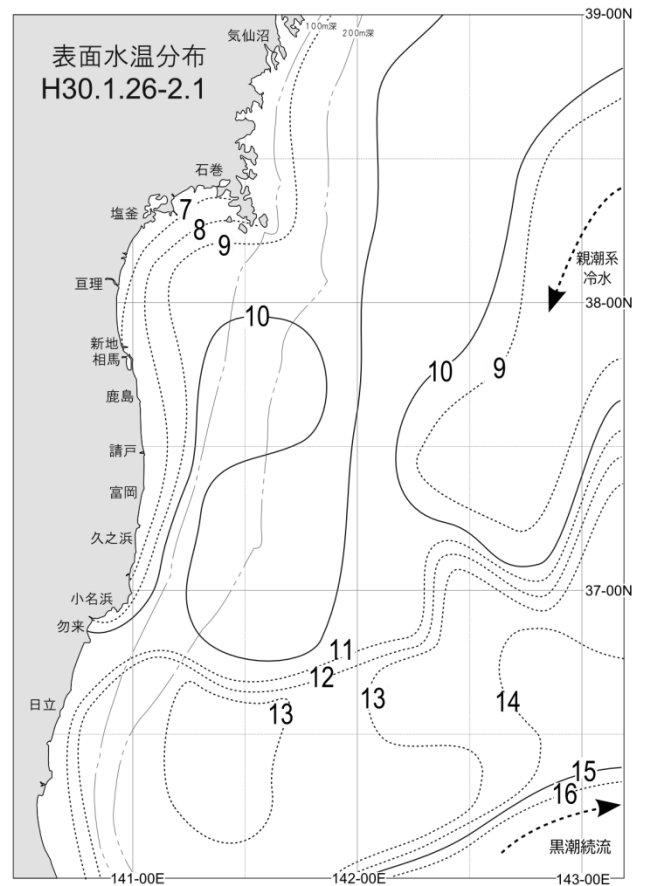 39-00N
100m深
200m深
気仙沼
表面水温分布
H30.1.26-2.1
石巻
7
塩釜
8
9
親潮系
冷水
亘理
38-00N
10
新地
相馬
10
9
鹿島
請戸
富岡
久之浜
37-00N
小名浜
勿来
11
12
13
13
14
日立
15
16
黒潮続流
141-00E
142-00E
143-00E